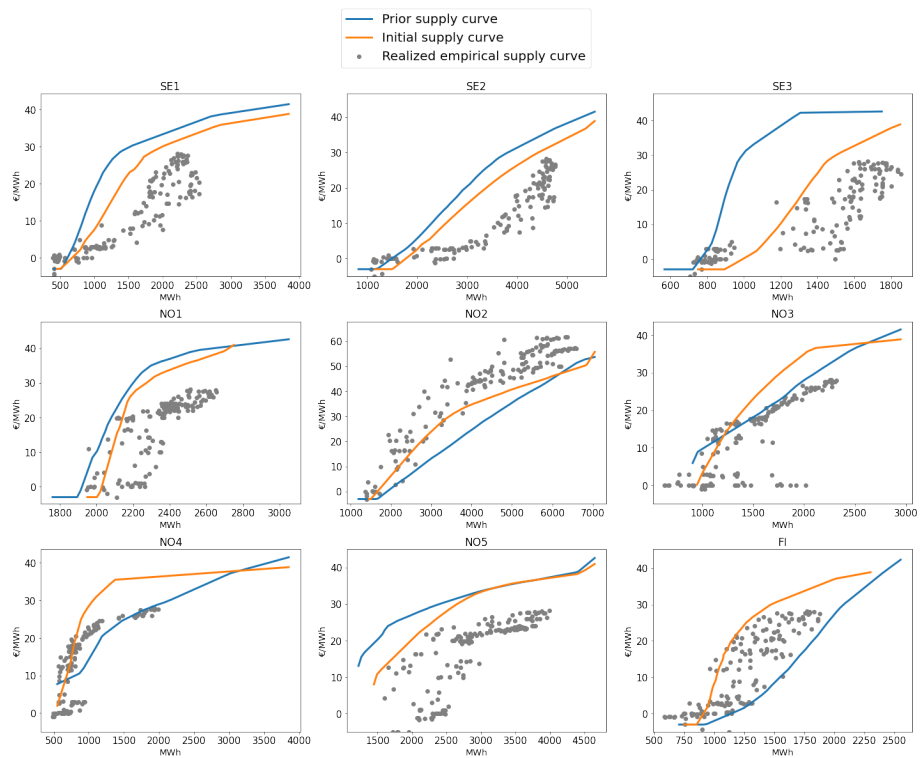 Prior supply curve
Initial supply curve
Realized empirical supply curve
SE1
SE2
SE3
40
30
20
10
0
€/MWh
500 1000 1500 2000 2500 3000 3500 4000
MWh
40
30
20
10
0
€/MWh
1000 2000 3000 4000 5000
MWh
40
30
20
10
0
€/MWh
600 800 1000 1200 1400 1600 1800
MWh
NO1
NO2
NO3
40
30
20
10
0
€/MWh
1800 2000 2200 2400 2600 2800 3000
MWh
60
50
40
30
20
10
0
€/MWh
1000 2000 3000 4000 5000 6000 7000
MWh
40
30
20
10
0
€/MWh
1000 1500 2000 2500 3000
MWh
NO4
NO5
FI
40
30
20
10
0
€/MWh
500 1000 1500 2000 2500 3000 3500 4000
MWh
40
30
20
10
0
€/MWh
1500 2000 2500 3000 3500 4000 4500
MWh
40
30
20
10
0
€/MWh
500 750 1000 1250 1500 1750 2000 2250 2500
MWh